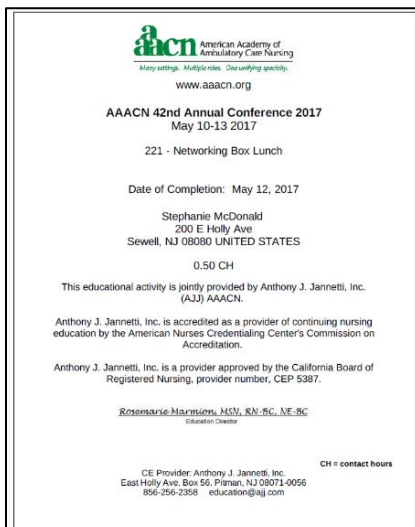 aaacn
American Academy of
Ambulatory Care Nursing
Many settings. Multiple roles. One unifying specialty.
www.aaacn.org
AAACN 42nd Annual Conference 2017
May 10-13 2017
221 - Networking Box Lunch
Date of Completion: May 12, 2017
Stephanie McDonald
200 E Holly Ave
Sewell, NJ 08080 UNITED STATES
0.50 CH
This educational activity is jointly provided by Anthony J. Jannetti, Inc.
(AJJ) AAACN.
Anthony J. Jannetti, Inc. is accredited as a provider of continuing nursing
education by the American Nurses Credentialing Center's Commission on
Accreditation.
Anthony J. Jannetti, Inc. is a provider approved by the California Board of
Registered Nursing, provider number, CEP 5387.
Rosemarie Marmion, MSN, RN-BC, NE-BC
Education Director
CH = contact hours
CE Provider: Anthony J. Jannetti, Inc.
East Holly Ave, Box 56, Pitman, NJ 08071-0056
856-256-2358 education@ajj.com